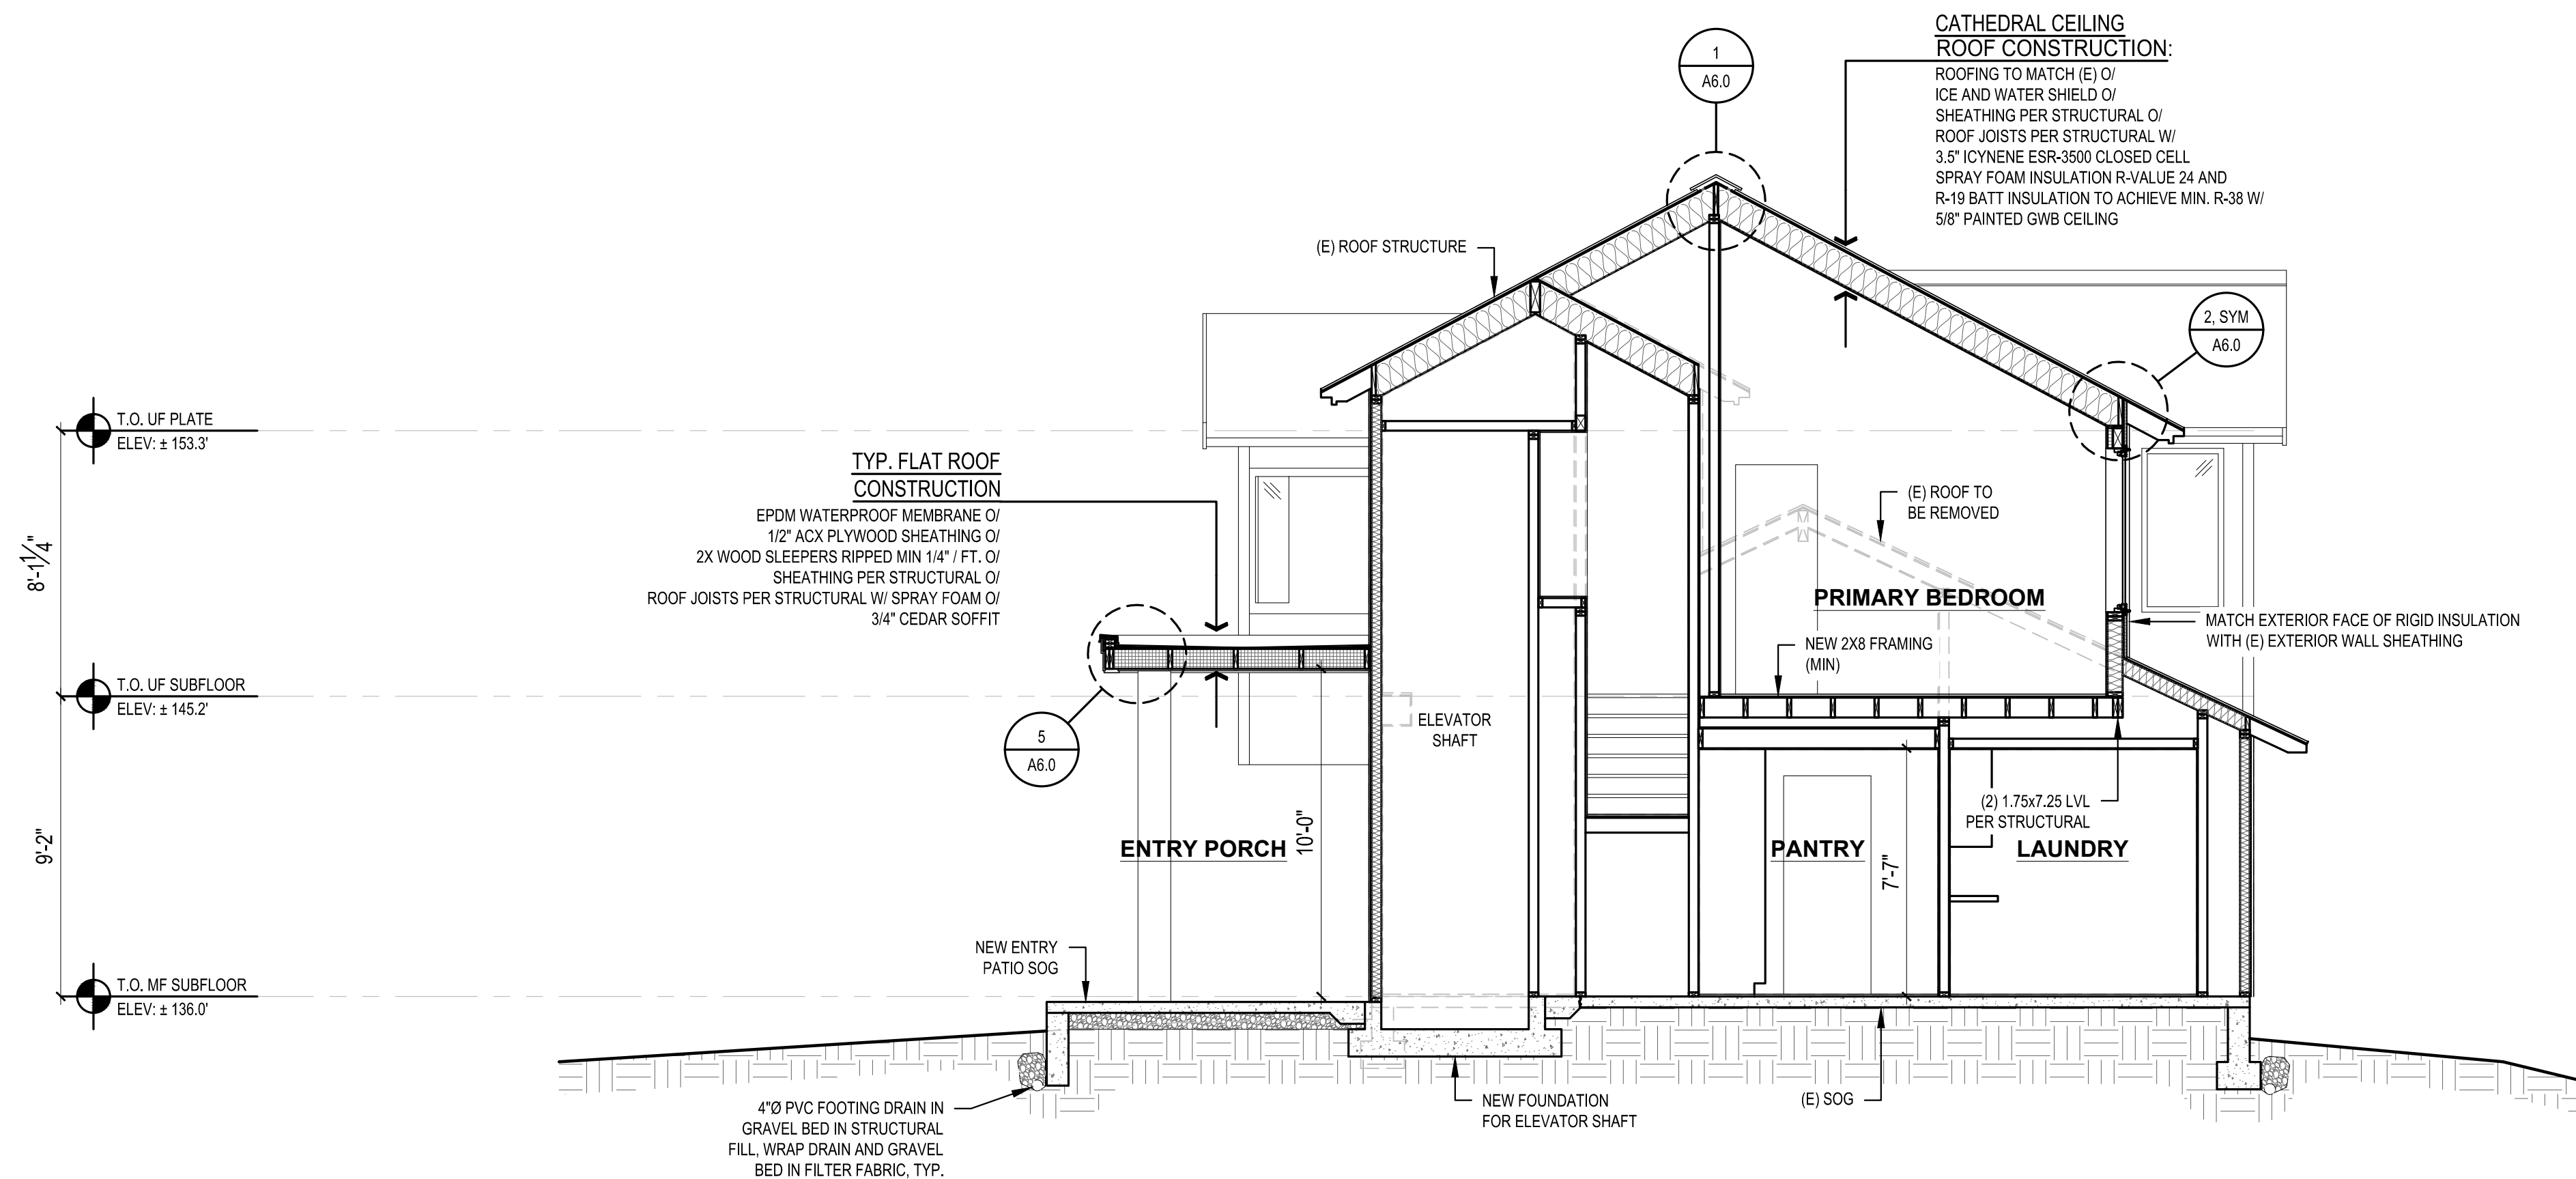 CATHEDRAL CEILING
ROOF CONSTRUCTION:
ROOFING TO MATCH (E) O/
ICE AND WATER SHIELD O/
SHEATHING PER STRUCTURAL O/
ROOF JOISTS PER STRUCTURAL W/
3.5" ICYNENE ESR-3500 CLOSED CELL
SPRAY FOAM INSULATION R-VALUE 24 AND
R-19 BATT INSULATION TO ACHIEVE MIN. R-38 W/
5/8" PAINTED GWB CEILING
1
A6.0
(E) ROOF STRUCTURE
2, SYM
A6.0
T.O. UF PLATE
ELEV: ± 153.3'
TYP. FLAT ROOF
CONSTRUCTION
EPDM WATERPROOF MEMBRANE O/
1/2" ACX PLYWOOD SHEATHING O/
2X WOOD SLEEPERS RIPPED MIN 1/4" / FT. O/
SHEATHING PER STRUCTURAL O/
ROOF JOISTS PER STRUCTURAL W/ SPRAY FOAM O/
3/4" CEDAR SOFFIT
(E) ROOF TO
BE REMOVED
8'-1 1/4"
PRIMARY BEDROOM
MATCH EXTERIOR FACE OF RIGID INSULATION
WITH (E) EXTERIOR WALL SHEATHING
NEW 2X8 FRAMING
(MIN)
T.O. UF SUBFLOOR
ELEV: ± 145.2'
ELEVATOR
SHAFT
5
A6.0
(2) 1.75x7.25 LVL
PER STRUCTURAL
9'-2"
ENTRY PORCH
10'-0"
PANTRY
7'-7"
LAUNDRY
NEW ENTRY
PATIO SOG
T.O. MF SUBFLOOR
ELEV: ± 136.0'
4"Ø PVC FOOTING DRAIN IN
GRAVEL BED IN STRUCTURAL
FILL, WRAP DRAIN AND GRAVEL
BED IN FILTER FABRIC, TYP.
NEW FOUNDATION
FOR ELEVATOR SHAFT
(E) SOG